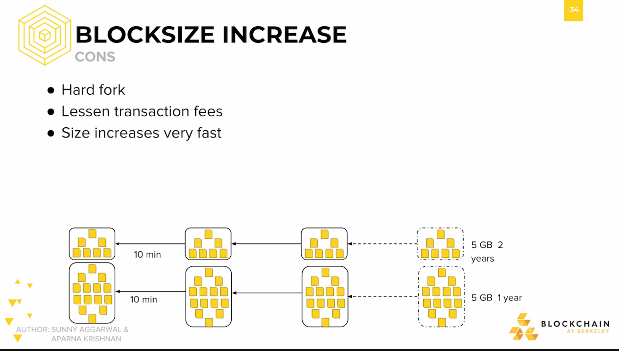 34
BLOCKSIZE INCREASE
CONS
● Hard fork
● Lessen transaction fees
● Size increases very fast
10 min
5 GB 2
years
10 min
5 GB 1 year
AUTHOR: SUNNY AGGARWAL &
APARNA KRISHNAN
BLOCKCHAIN
AT BERKELEY